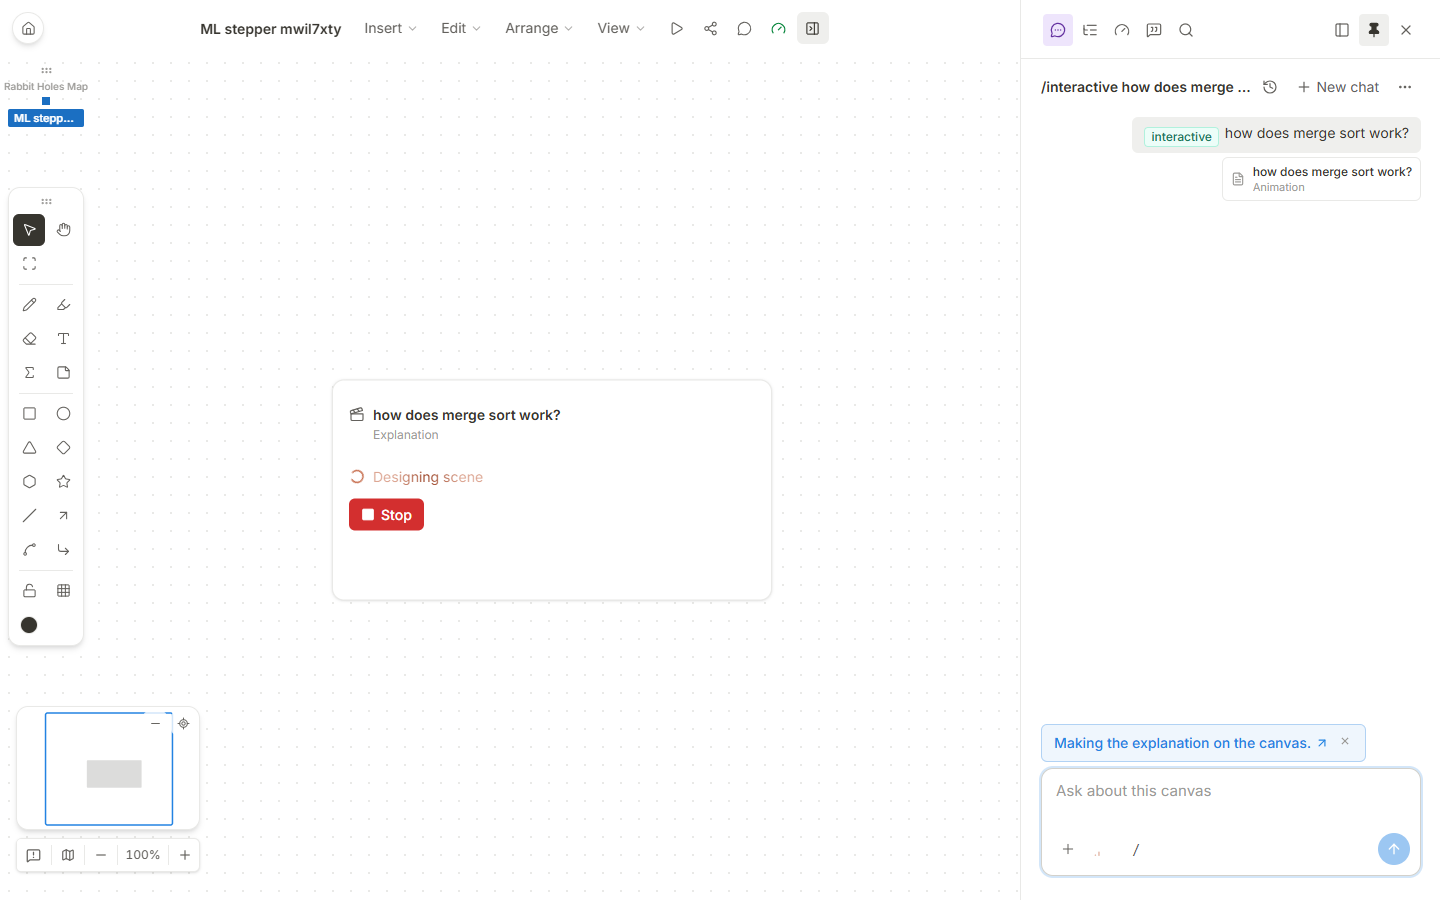 ML stepper mwil7xty
Insert
Edit
Arrange
View
Rabbit Holes Map
ML stepp...
how does merge sort work?
Explanation
Designing scene
Stop
100%
/interactive how does merge ...
New chat
interactive how does merge sort work?
how does merge sort work?
Animation
Making the explanation on the canvas.
Ask about this canvas
/